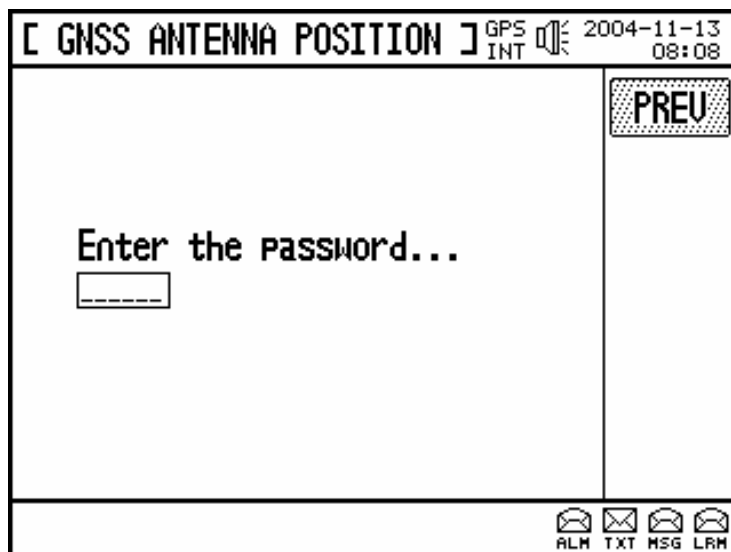 [ GNSS ANTENNA POSITION ] GPS INT 2004-11-13 08:08
PREV
Enter the password...
______
ALM TXT MSG LRM